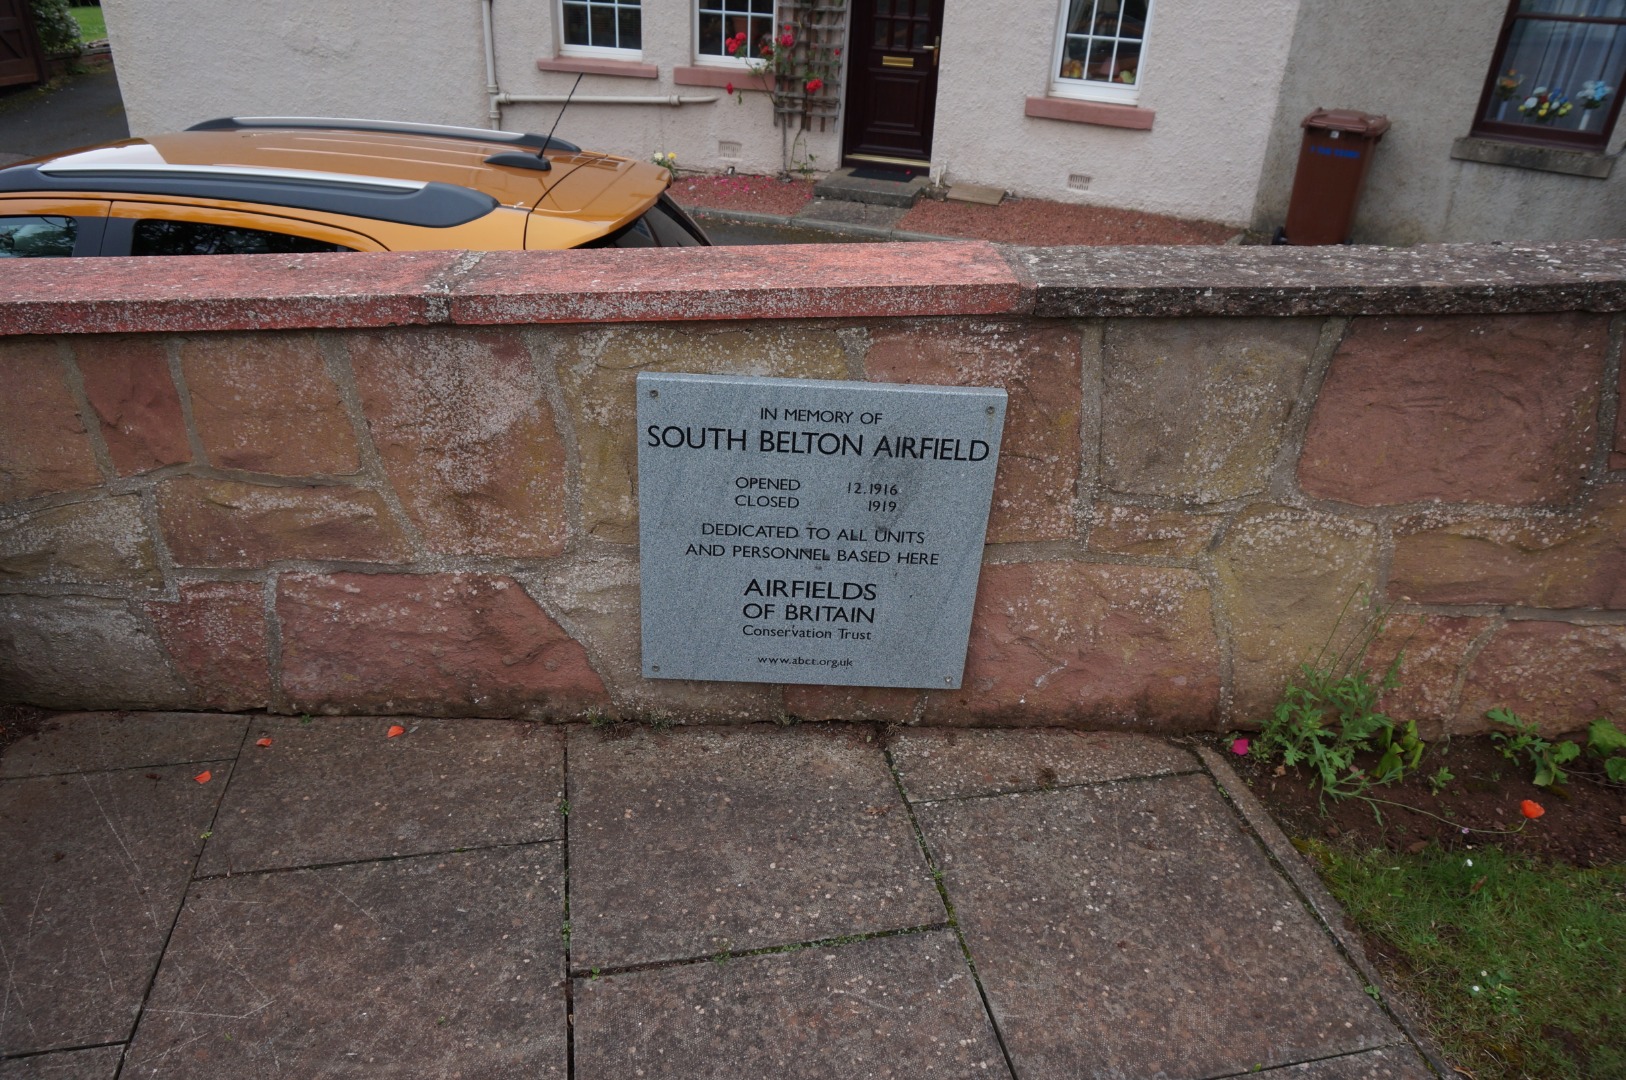 IN MEMORY OF
SOUTH BELTON AIRFIELD
OPENED 12.1916
CLOSED 1919
DEDICATED TO ALL UNITS
AND PERSONNEL BASED HERE
AIRFIELDS
OF BRITAIN
Conservation Trust
www.abct.org.uk